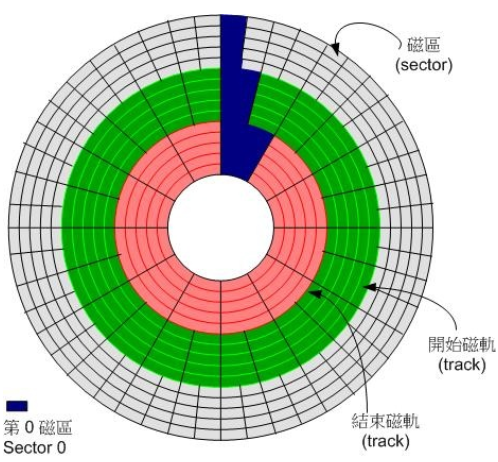 磁區
(sector)
開始磁軌
(track)
結束磁軌
(track)
第 0 磁區
Sector 0